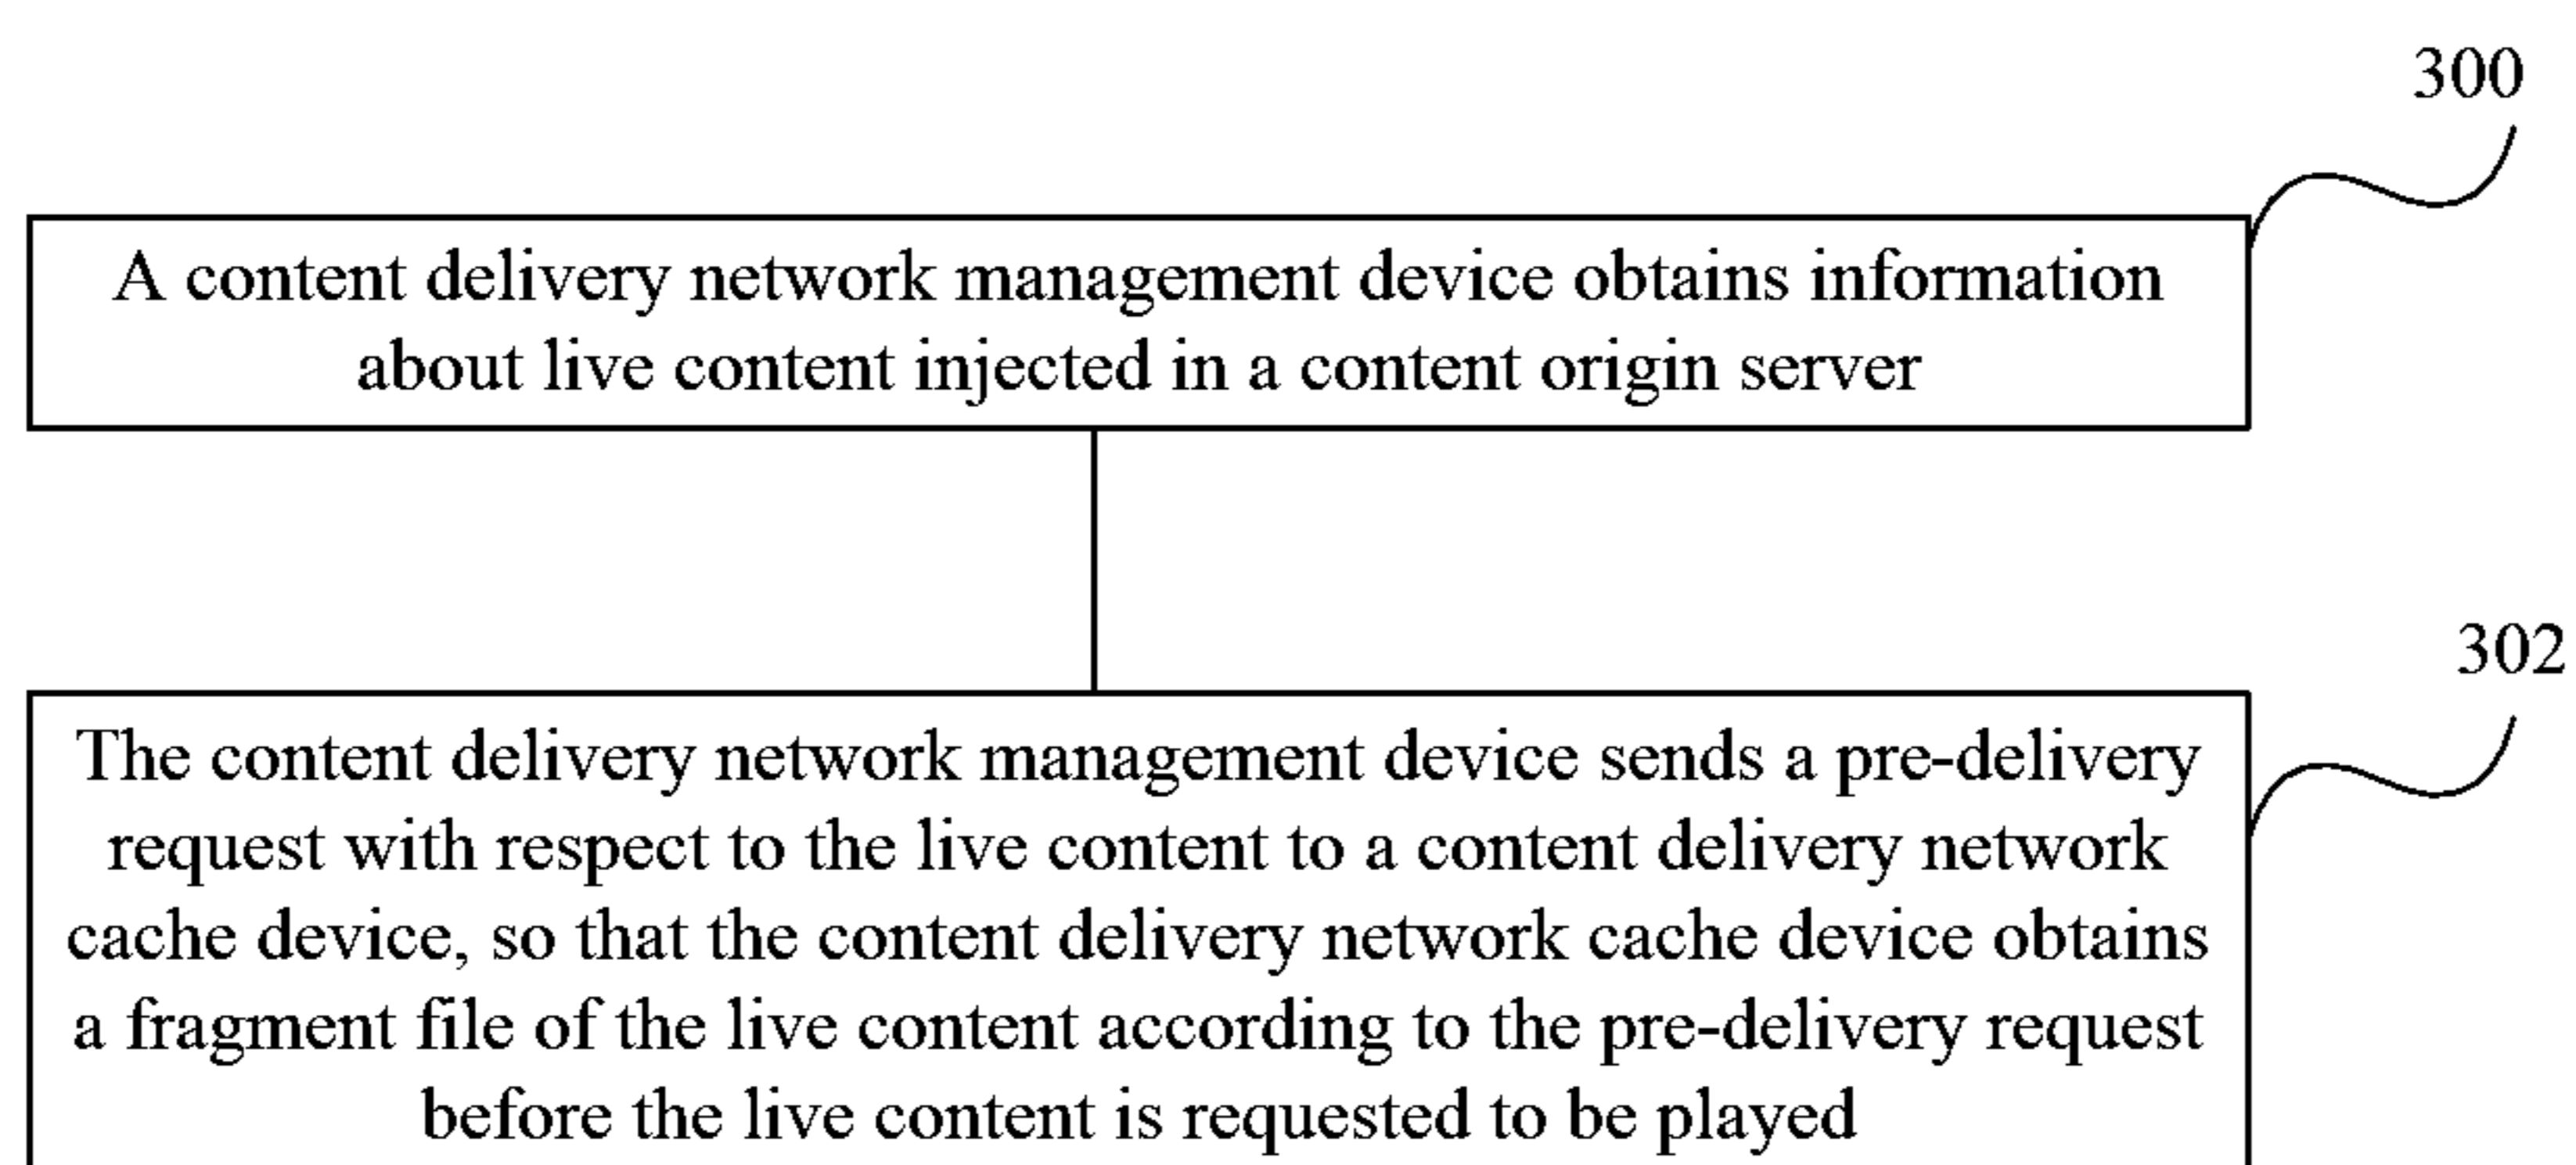 300
A content delivery network management device obtains information
about live content injected in a content origin server
302
The content delivery network management device sends a pre-delivery
request with respect to the live content to a content delivery network
cache device, so that the content delivery network cache device obtains
a fragment file of the live content according to the pre-delivery request
before the live content is requested to be played